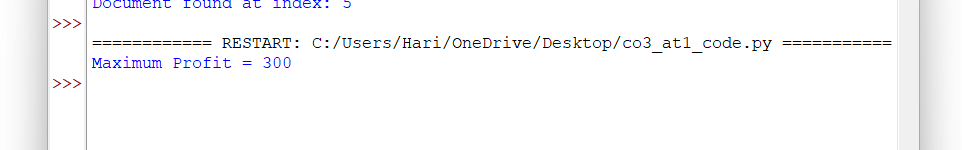 Document found at index: 5
>>>
============ RESTART: C:/Users/Hari/OneDrive/Desktop/co3_at1_code.py ===========
Maximum Profit = 300
>>>